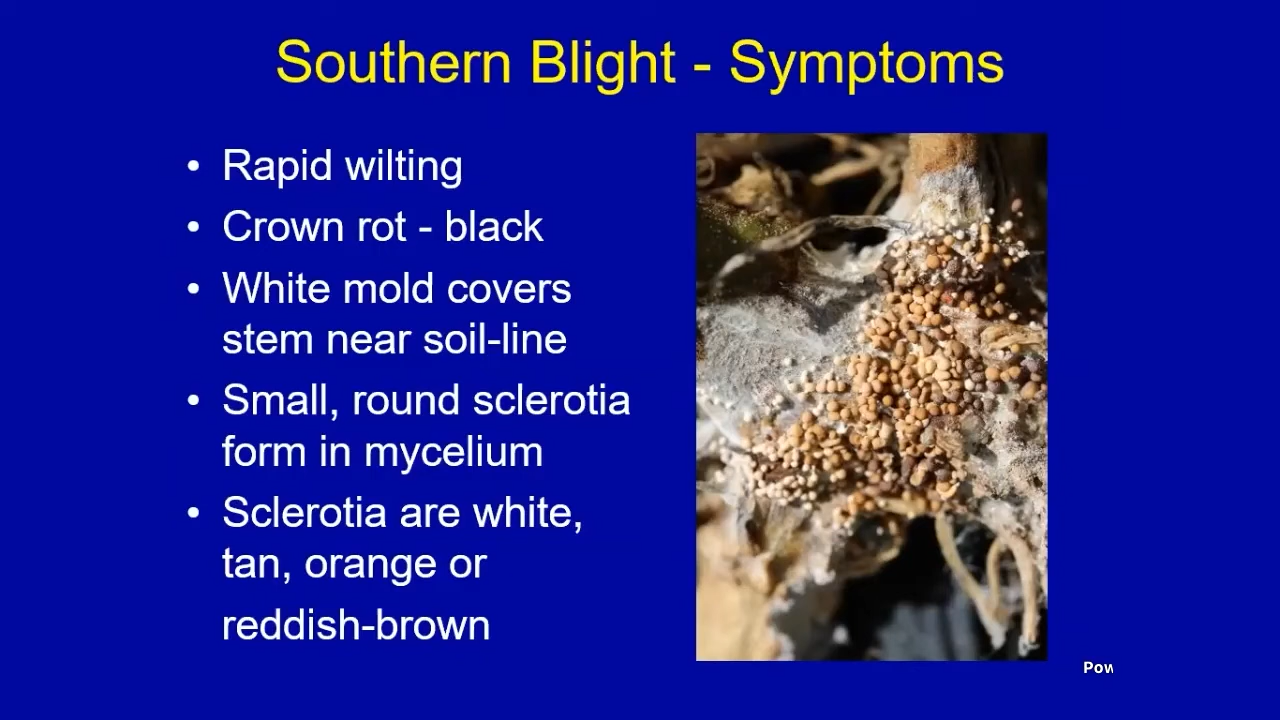 Southern Blight - Symptoms
• Rapid wilting
• Crown rot - black
• White mold covers
stem near soil-line
• Small, round sclerotia
form in mycelium
• Sclerotia are white,
tan, orange or
reddish-brown
Pow